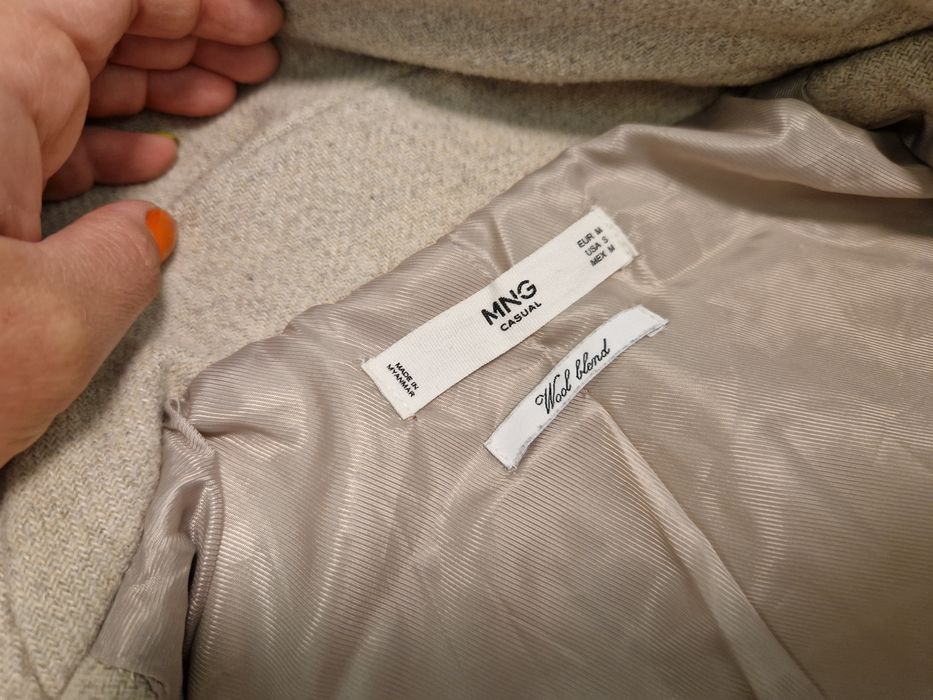 EUR M
USA S
MEX M
MNG
CASUAL
MADE IN
MYANMAR
Wool blend